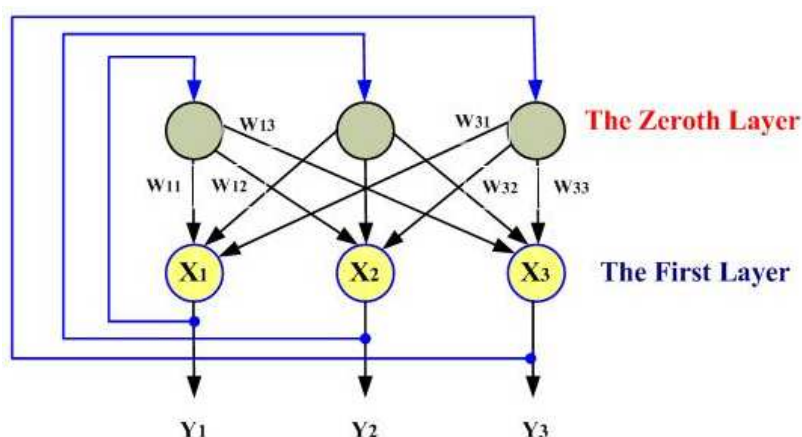 W13
W31
The Zeroth Layer
W11
W12
W32
W33
X1
X2
X3
The First Layer
Y1
Y2
Y3